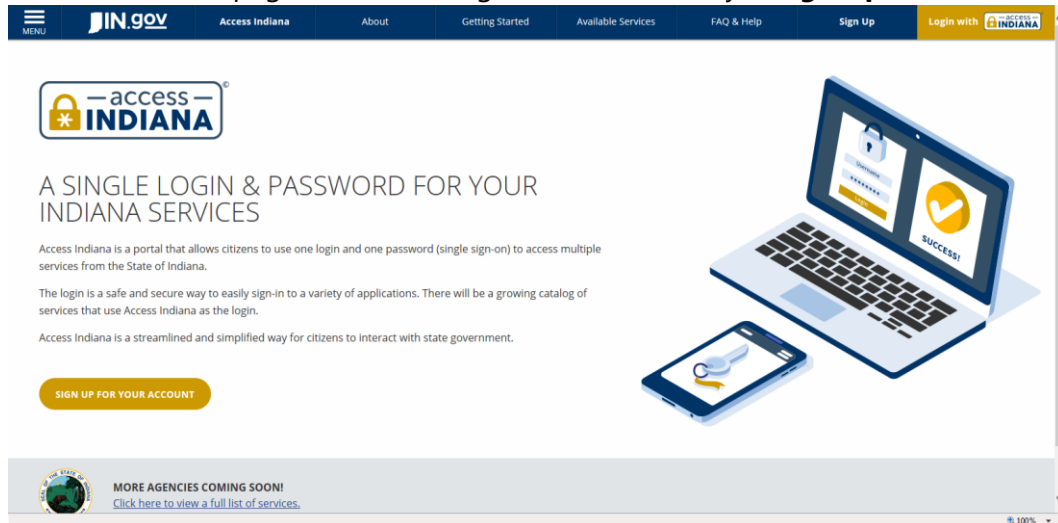 MENU
IN.gov
Access Indiana
About
Getting Started
Available Services
FAQ & Help
Sign Up
Login with access INDIANA
access
INDIANA
©
A SINGLE LOGIN & PASSWORD FOR YOUR
INDIANA SERVICES
Access Indiana is a portal that allows citizens to use one login and one password (single sign-on) to access multiple
services from the State of Indiana.
The login is a safe and secure way to easily sign-in to a variety of applications. There will be a growing catalog of
services that use Access Indiana as the login.
Access Indiana is a streamlined and simplified way for citizens to interact with state government.
SIGN UP FOR YOUR ACCOUNT
Username
********
Login
SUCCESS!
MORE AGENCIES COMING SOON!
Click here to view a full list of services.
100%